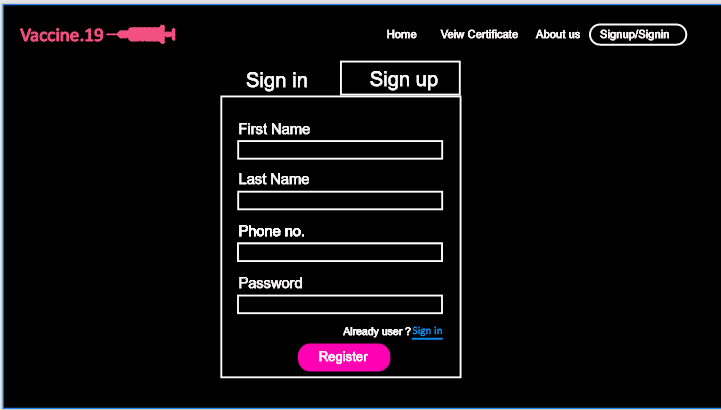 Vaccine.19
Home Veiw Certificate About us Signup/Signin
Sign in Sign up
First Name
Last Name
Phone no.
Password
Already user ? Sign in
Register